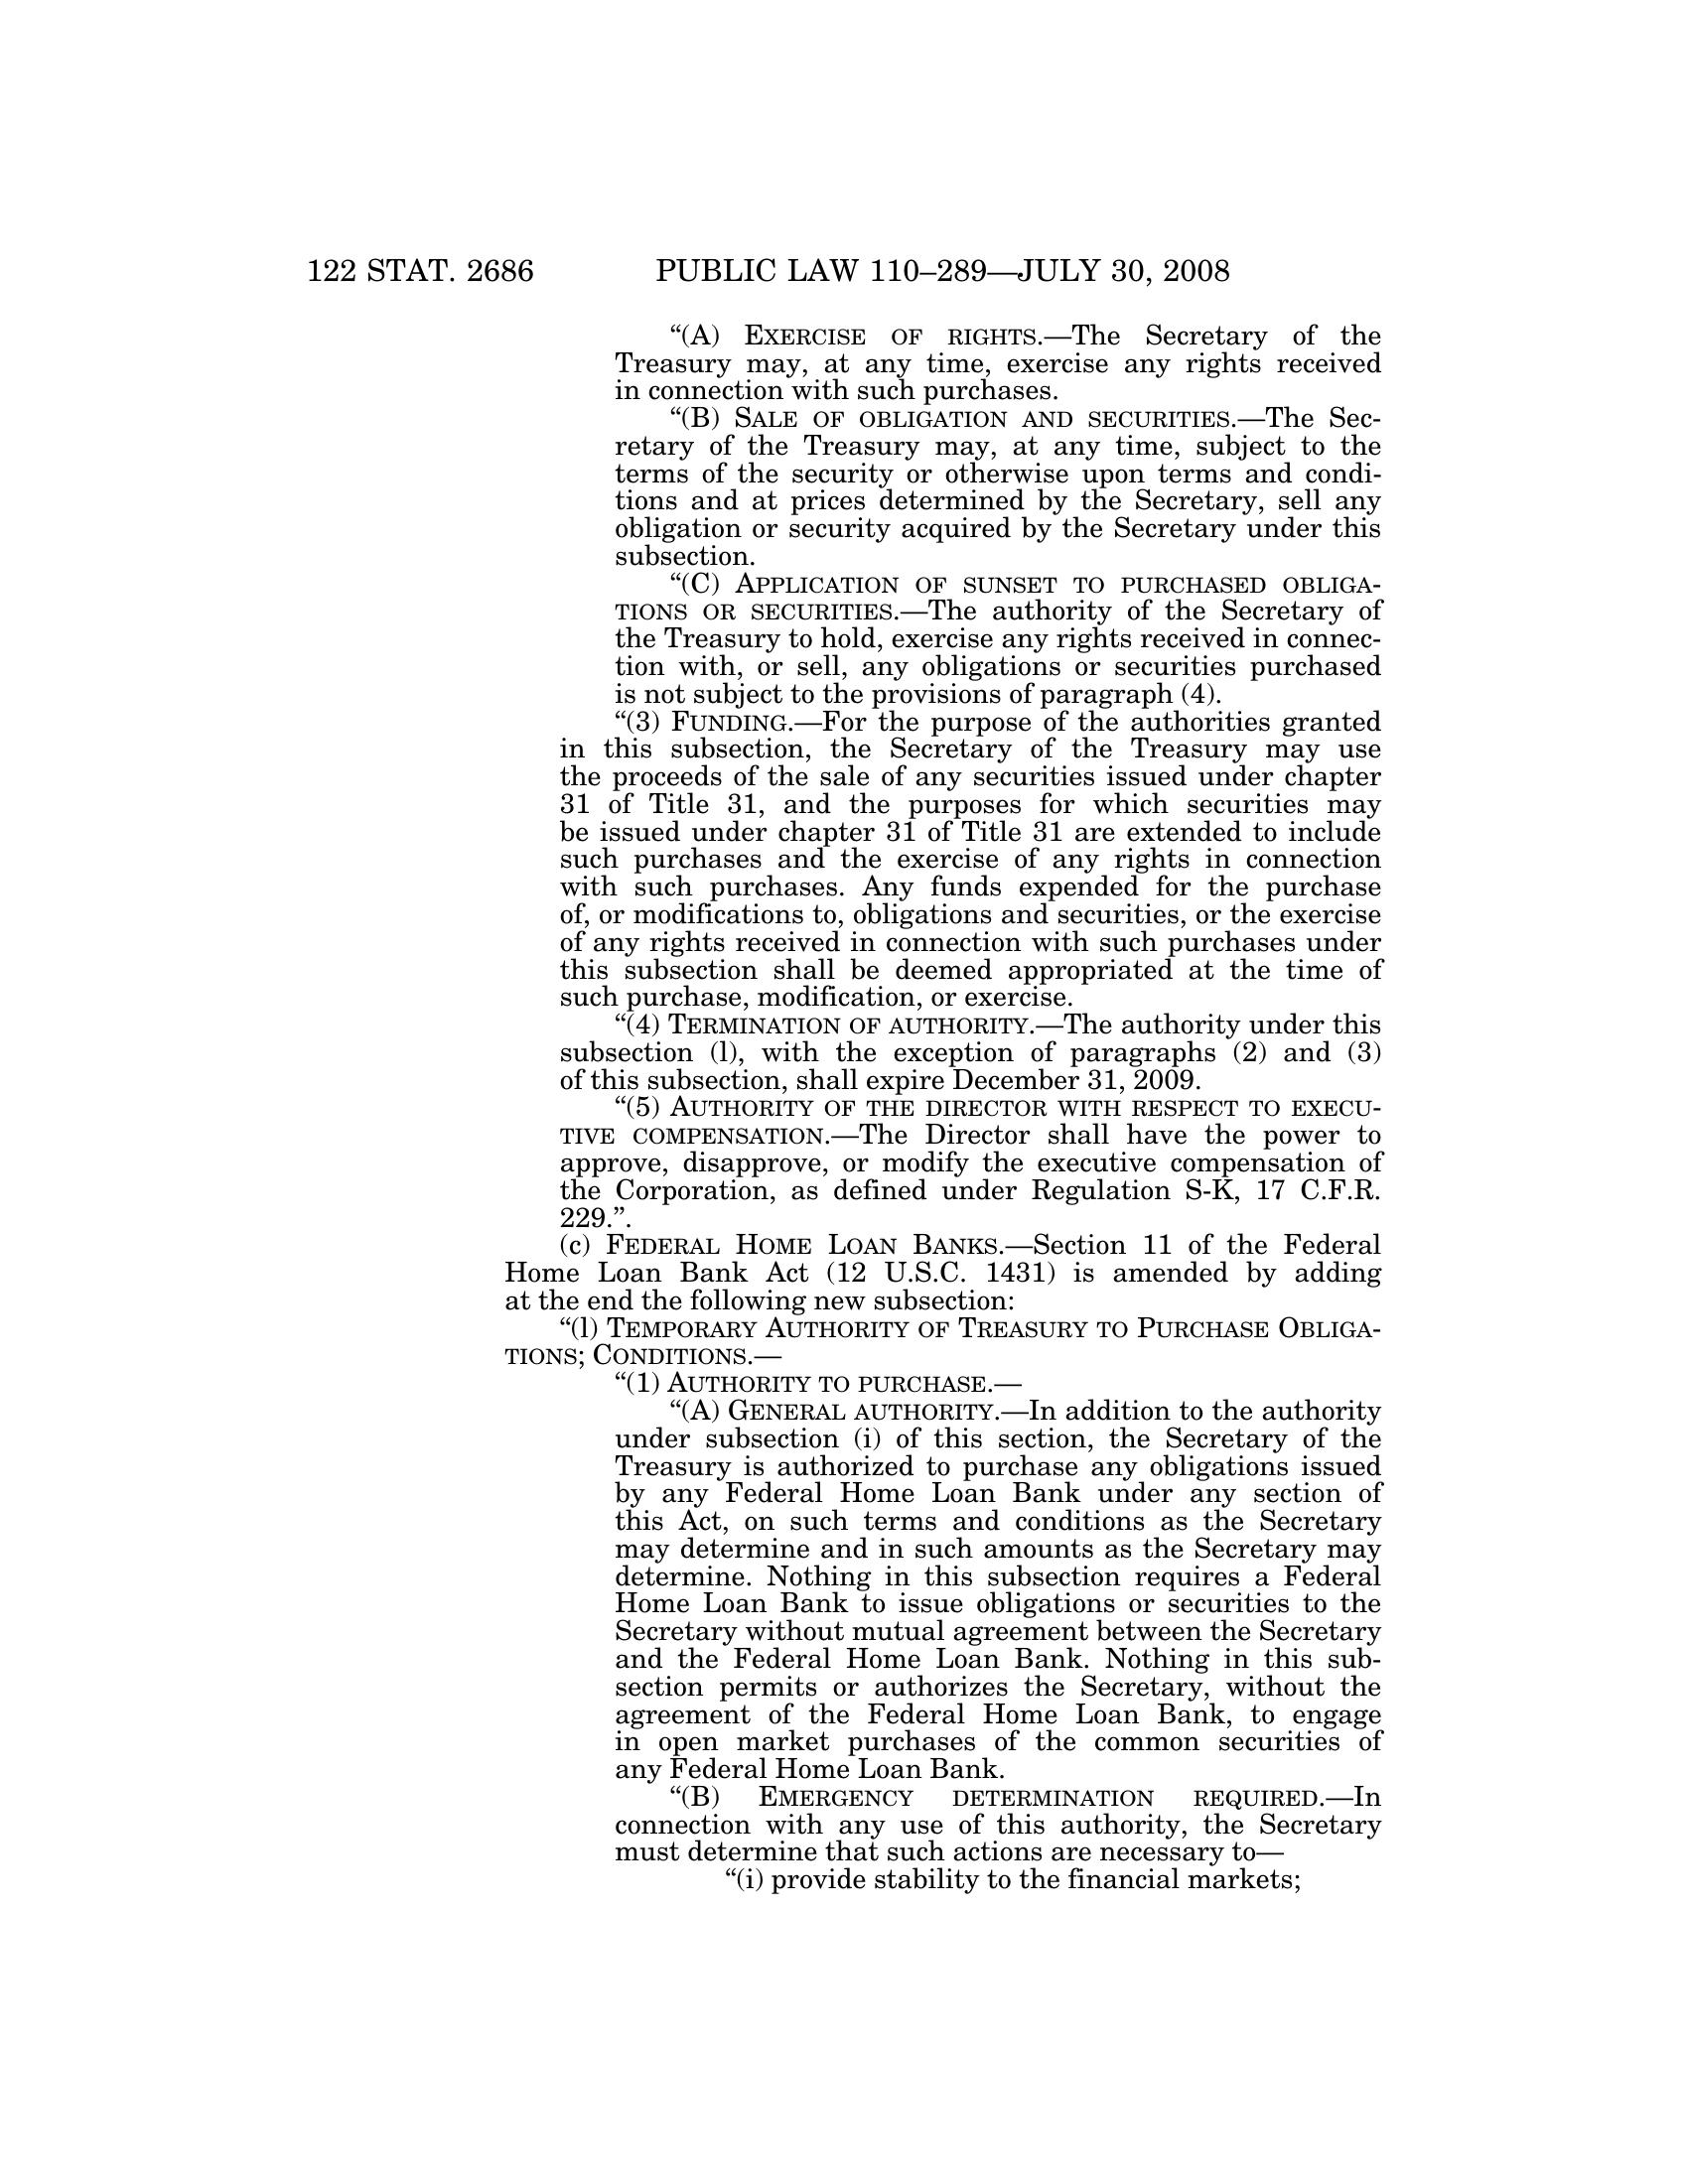 122 STAT. 2686 PUBLIC LAW 110–289—JULY 30, 2008
“(A) EXERCISE OF RIGHTS.—The Secretary of the
Treasury may, at any time, exercise any rights received
in connection with such purchases.
“(B) SALE OF OBLIGATION AND SECURITIES.—The Sec-
retary of the Treasury may, at any time, subject to the
terms of the security or otherwise upon terms and condi-
tions and at prices determined by the Secretary, sell any
obligation or security acquired by the Secretary under this
subsection.
“(C) APPLICATION OF SUNSET TO PURCHASED OBLIGA-
TIONS OR SECURITIES.—The authority of the Secretary of
the Treasury to hold, exercise any rights received in connec-
tion with, or sell, any obligations or securities purchased
is not subject to the provisions of paragraph (4).
“(3) FUNDING.—For the purpose of the authorities granted
in this subsection, the Secretary of the Treasury may use
the proceeds of the sale of any securities issued under chapter
31 of Title 31, and the purposes for which securities may
be issued under chapter 31 of Title 31 are extended to include
such purchases and the exercise of any rights in connection
with such purchases. Any funds expended for the purchase
of, or modifications to, obligations and securities, or the exercise
of any rights received in connection with such purchases under
this subsection shall be deemed appropriated at the time of
such purchase, modification, or exercise.
“(4) TERMINATION OF AUTHORITY.—The authority under this
subsection (l), with the exception of paragraphs (2) and (3)
of this subsection, shall expire December 31, 2009.
“(5) AUTHORITY OF THE DIRECTOR WITH RESPECT TO EXECU-
TIVE COMPENSATION.—The Director shall have the power to
approve, disapprove, or modify the executive compensation of
the Corporation, as defined under Regulation S-K, 17 C.F.R.
229.”.
(c) FEDERAL HOME LOAN BANKS.—Section 11 of the Federal
Home Loan Bank Act (12 U.S.C. 1431) is amended by adding
at the end the following new subsection:
“(l) TEMPORARY AUTHORITY OF TREASURY TO PURCHASE OBLIGA-
TIONS; CONDITIONS.—
“(1) AUTHORITY TO PURCHASE.—
“(A) GENERAL AUTHORITY.—In addition to the authority
under subsection (i) of this section, the Secretary of the
Treasury is authorized to purchase any obligations issued
by any Federal Home Loan Bank under any section of
this Act, on such terms and conditions as the Secretary
may determine and in such amounts as the Secretary may
determine. Nothing in this subsection requires a Federal
Home Loan Bank to issue obligations or securities to the
Secretary without mutual agreement between the Secretary
and the Federal Home Loan Bank. Nothing in this sub-
section permits or authorizes the Secretary, without the
agreement of the Federal Home Loan Bank, to engage
in open market purchases of the common securities of
any Federal Home Loan Bank.
“(B) EMERGENCY DETERMINATION REQUIRED.—In
connection with any use of this authority, the Secretary
must determine that such actions are necessary to—
“(i) provide stability to the financial markets;